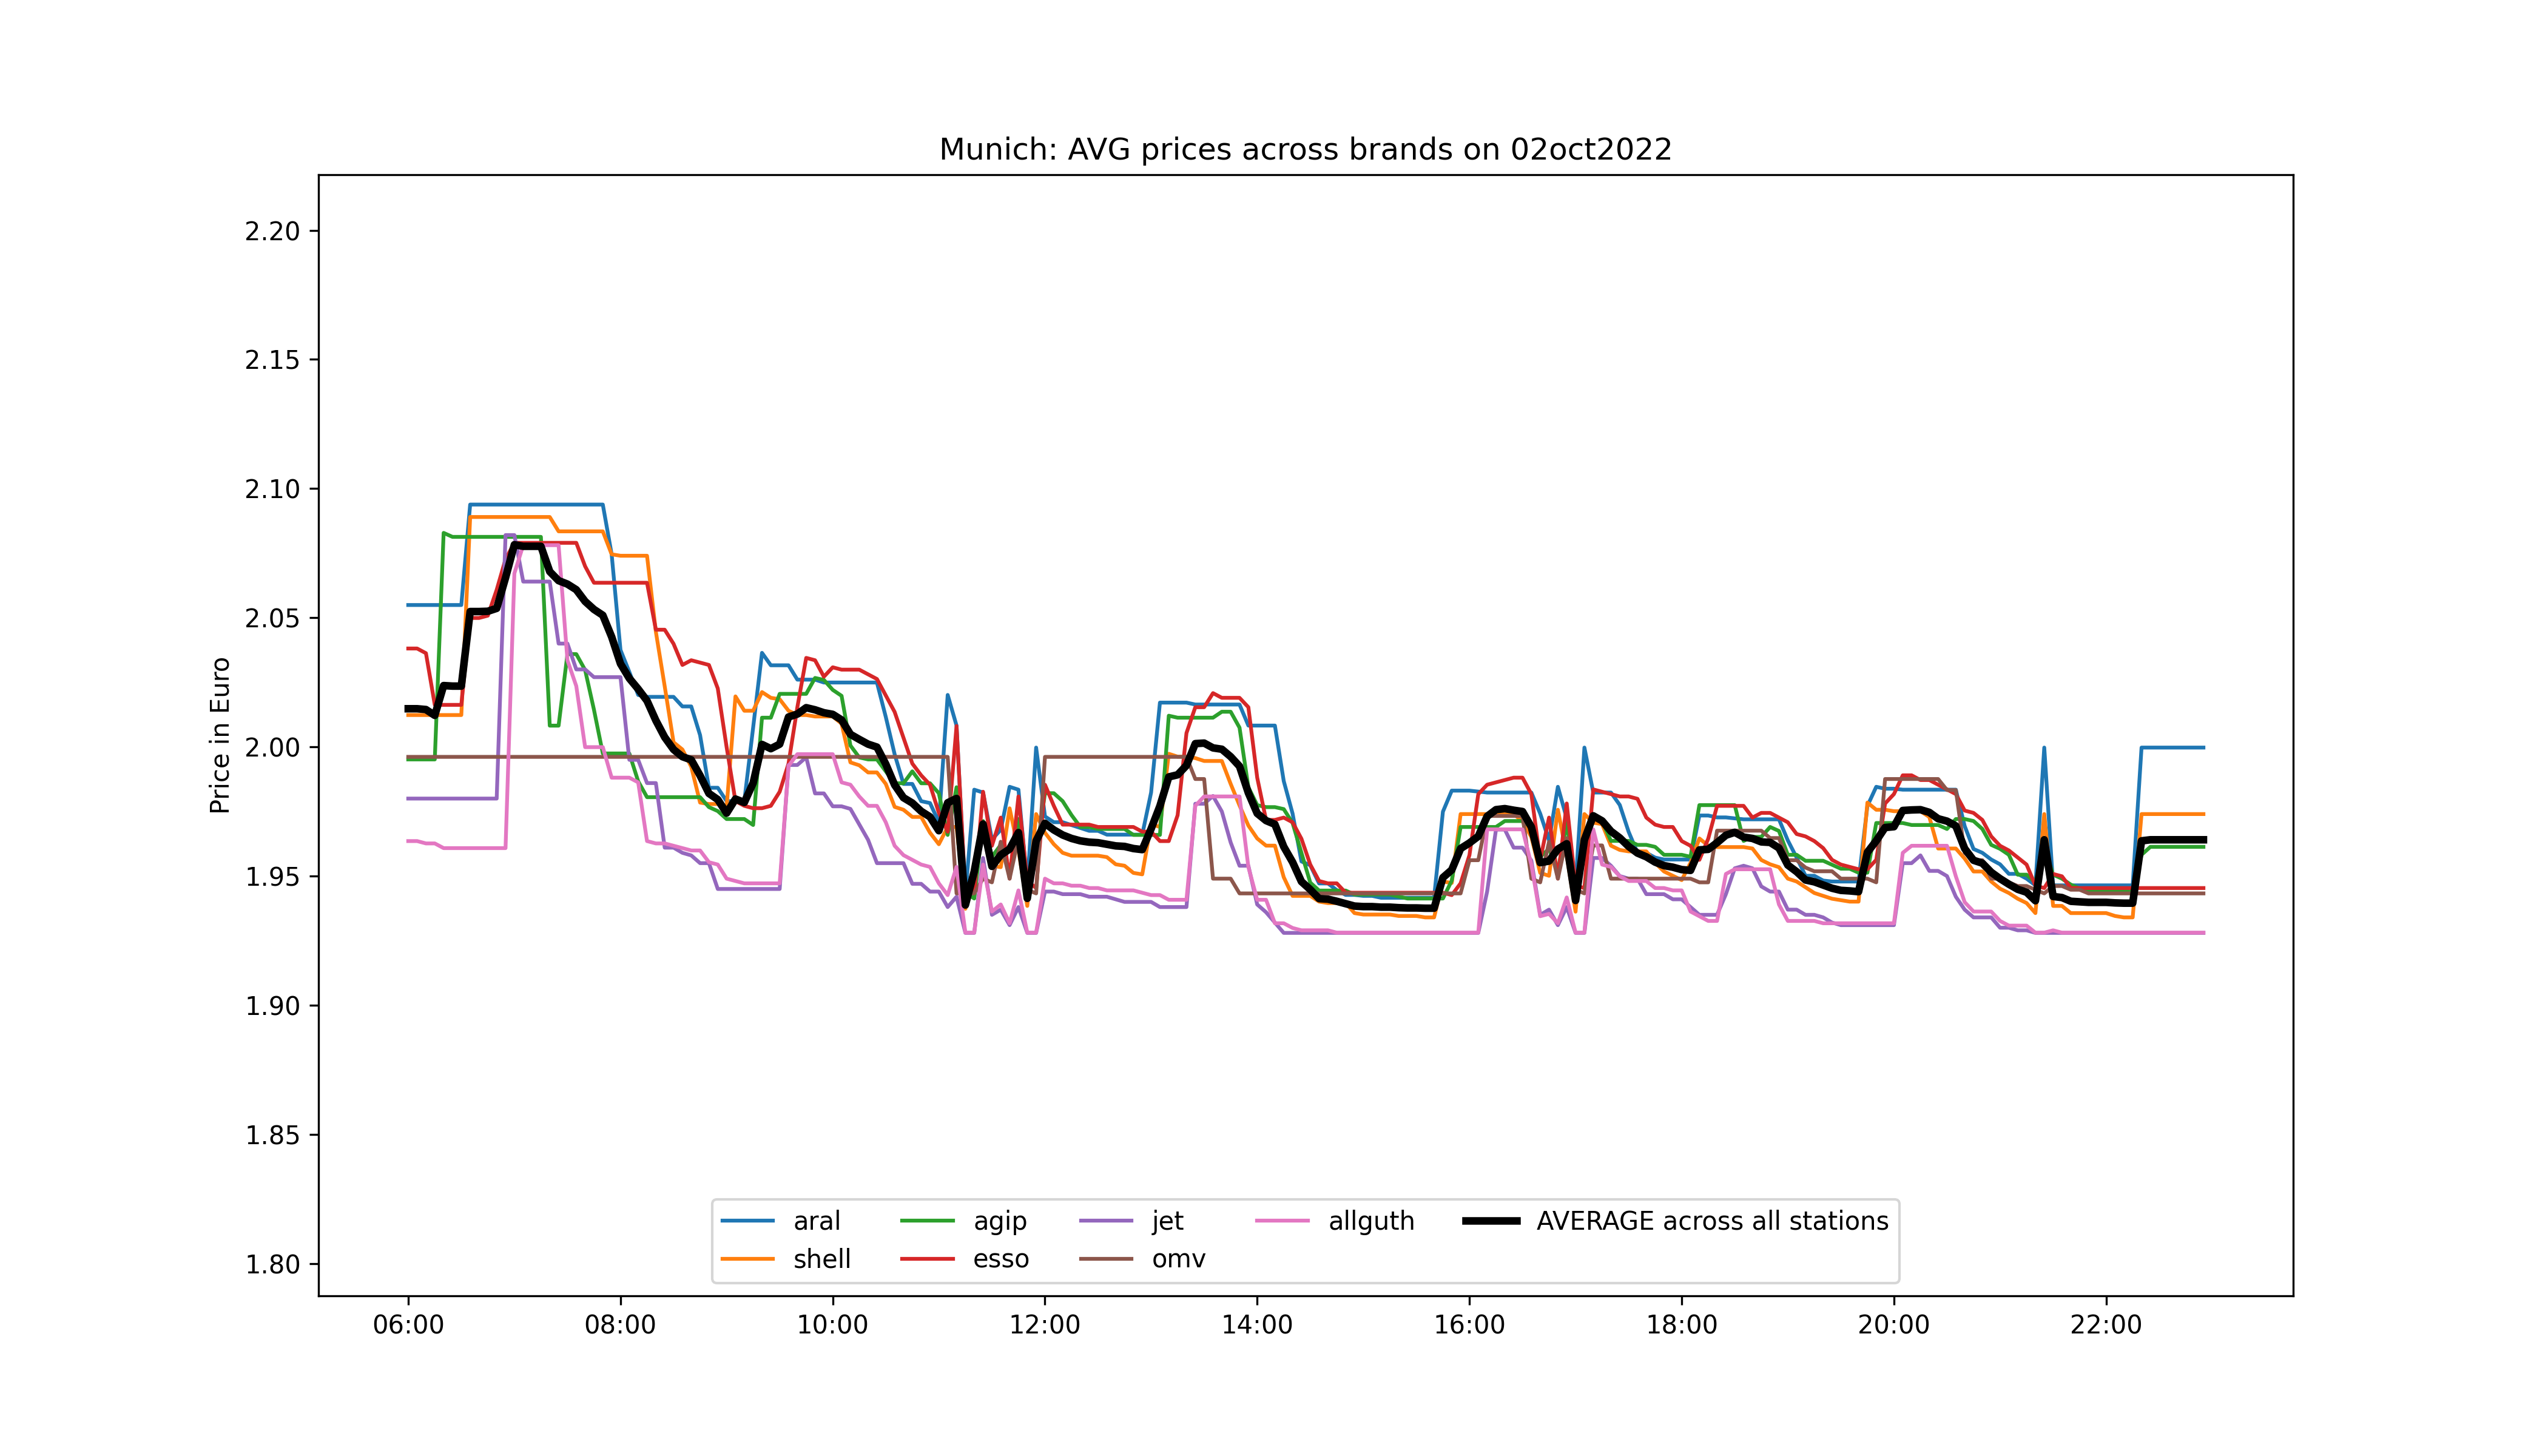 Munich: AVG prices across brands on 02oct2022
Price in Euro
2.20
2.15
2.10
2.05
2.00
1.95
1.90
1.85
1.80
06:00 08:00 10:00 12:00 14:00 16:00 18:00 20:00 22:00
aral agip jet allguth AVERAGE across all stations
shell esso omv